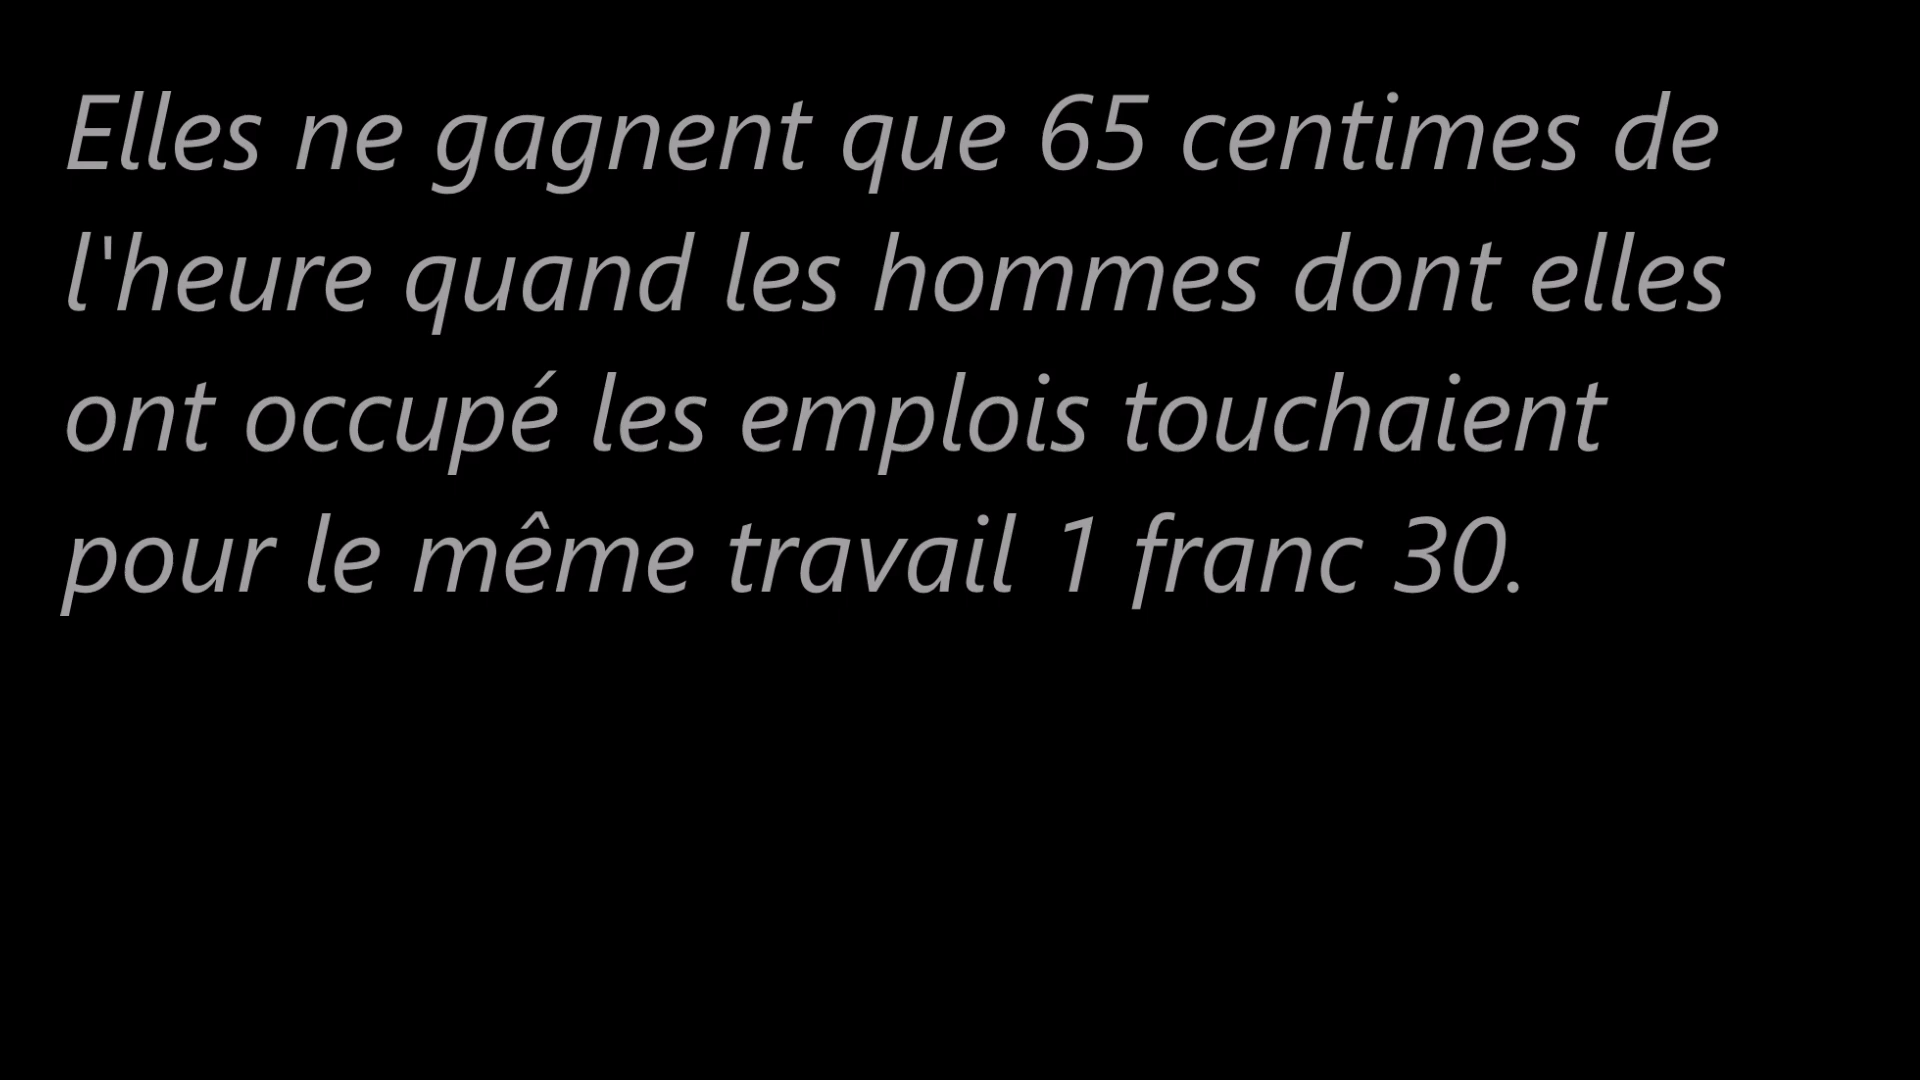 Elles ne gagnent que 65 centimes de
l'heure quand les hommes dont elles
ont occupé les emplois touchaient
pour le même travail 1 franc 30.